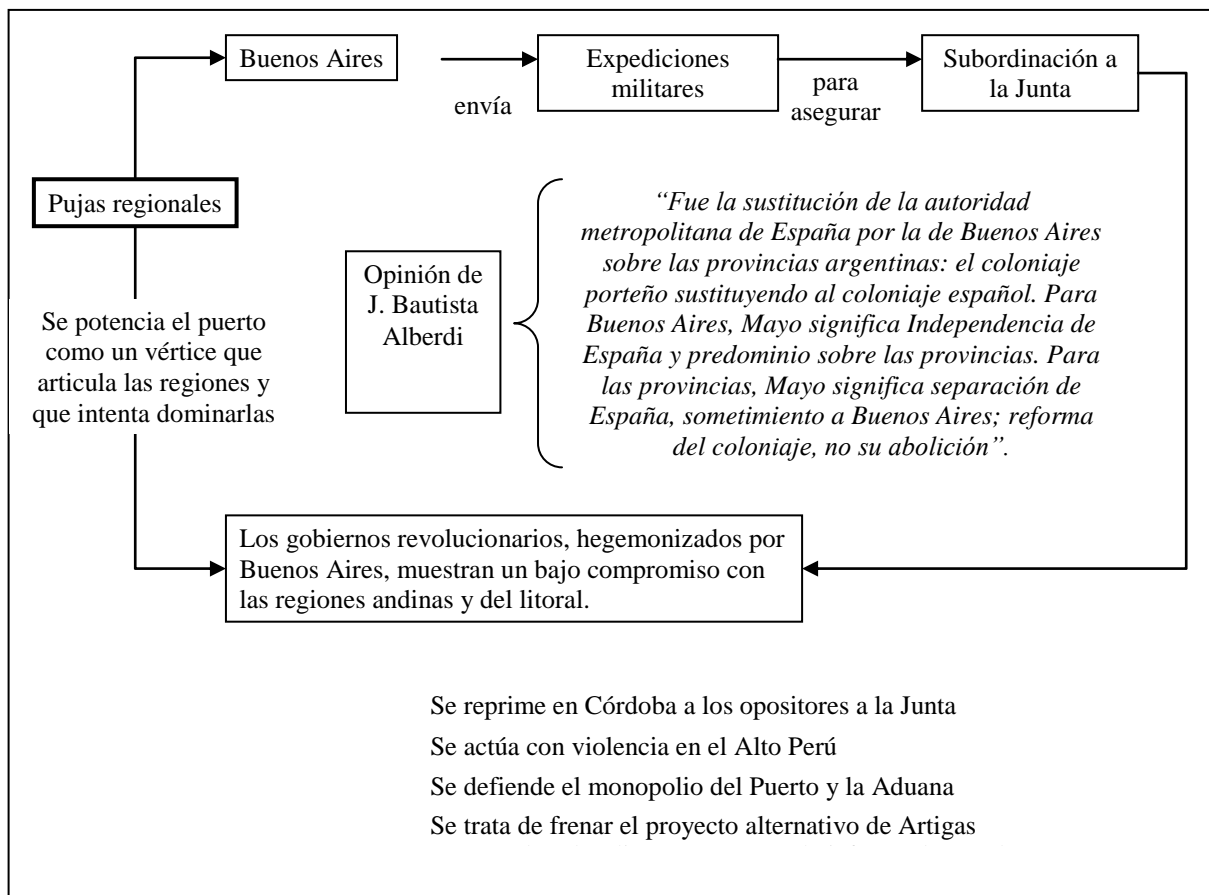 Buenos Aires
envía
Expediciones
militares
para
asegurar
Subordinación a
la Junta
Pujas regionales
Se potencia el puerto
como un vértice que
articula las regiones y
que intenta dominarlas
Opinión de
J. Bautista
Alberdi
“Fue la sustitución de la autoridad
metropolitana de España por la de Buenos Aires
sobre las provincias argentinas: el coloniaje
porteño sustituyendo al coloniaje español. Para
Buenos Aires, Mayo significa Independencia de
España y predominio sobre las provincias. Para
las provincias, Mayo significa separación de
España, sometimiento a Buenos Aires; reforma
del coloniaje, no su abolición”.
Los gobiernos revolucionarios, hegemonizados por
Buenos Aires, muestran un bajo compromiso con
las regiones andinas y del litoral.
Se reprime en Córdoba a los opositores a la Junta
Se actúa con violencia en el Alto Perú
Se defiende el monopolio del Puerto y la Aduana
Se trata de frenar el proyecto alternativo de Artigas